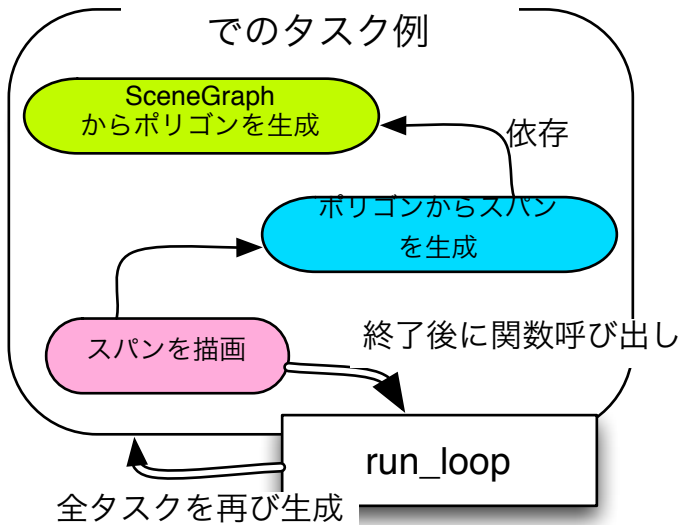 でのタスク例
SceneGraph
からポリゴンを生成
依存
ポリゴンからスパン
を生成
スパンを描画
終了後に関数呼び出し
run_loop
全タスクを再び生成